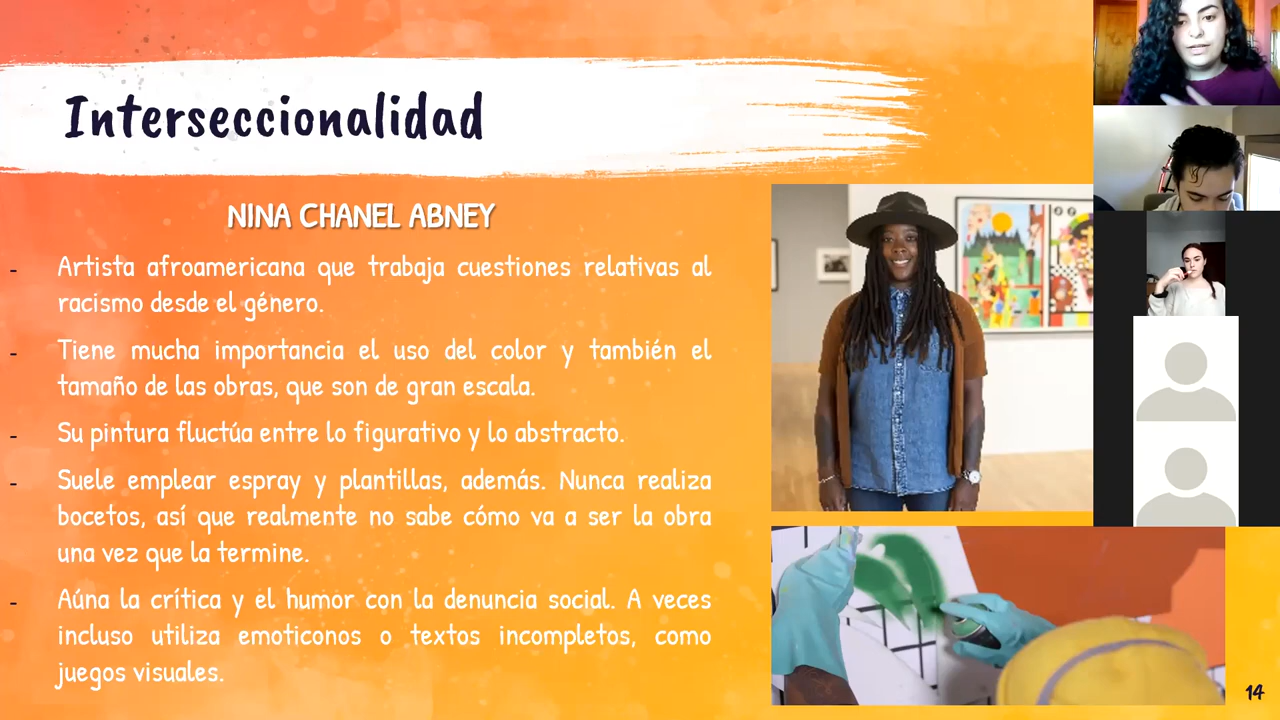 Interseccionalidad
NINA CHANEL ABNEY
- Artista afroamericana que trabaja cuestiones relativas al
racismo desde el género.
- Tiene mucha importancia el uso del color y también el
tamaño de las obras, que son de gran escala.
- Su pintura fluctúa entre lo figurativo y lo abstracto.
- Suele emplear espray y plantillas, además. Nunca realiza
bocetos, así que realmente no sabe cómo va a ser la obra
una vez que la termine.
- Aúna la crítica y el humor con la denuncia social. A veces
incluso utiliza emoticonos o textos incompletos, como
juegos visuales.
14